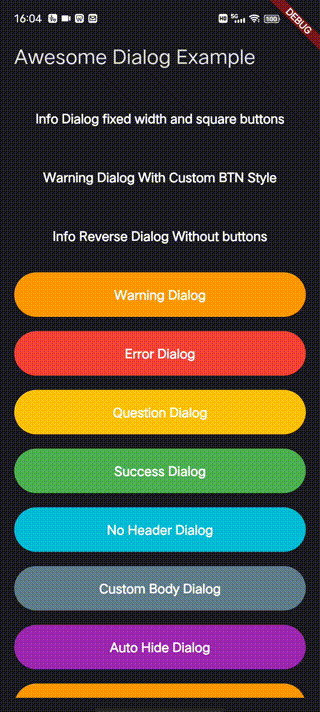 16:04
DEBUG
Awesome Dialog Example
Info Dialog fixed width and square buttons
Warning Dialog With Custom BTN Style
Info Reverse Dialog Without buttons
Warning Dialog
Error Dialog
Question Dialog
Success Dialog
No Header Dialog
Custom Body Dialog
Auto Hide Dialog